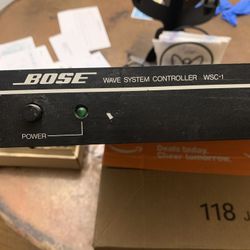 BOSE WAVE SYSTEM CONTROLLER WSC-1
POWER
Deals today.
Cheer tomorrow.
118 J